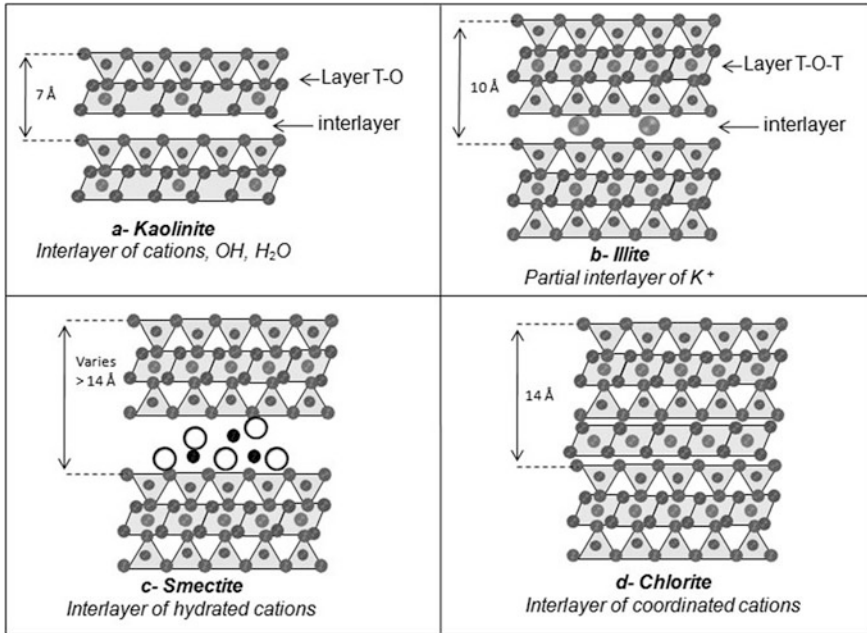 7 Å
Layer T-O
interlayer
a- Kaolinite
Interlayer of cations, OH, H₂O
10 Å
Layer T-O-T
interlayer
b- Illite
Partial interlayer of K⁺
Varies
> 14 Å
c- Smectite
Interlayer of hydrated cations
14 Å
d- Chlorite
Interlayer of coordinated cations